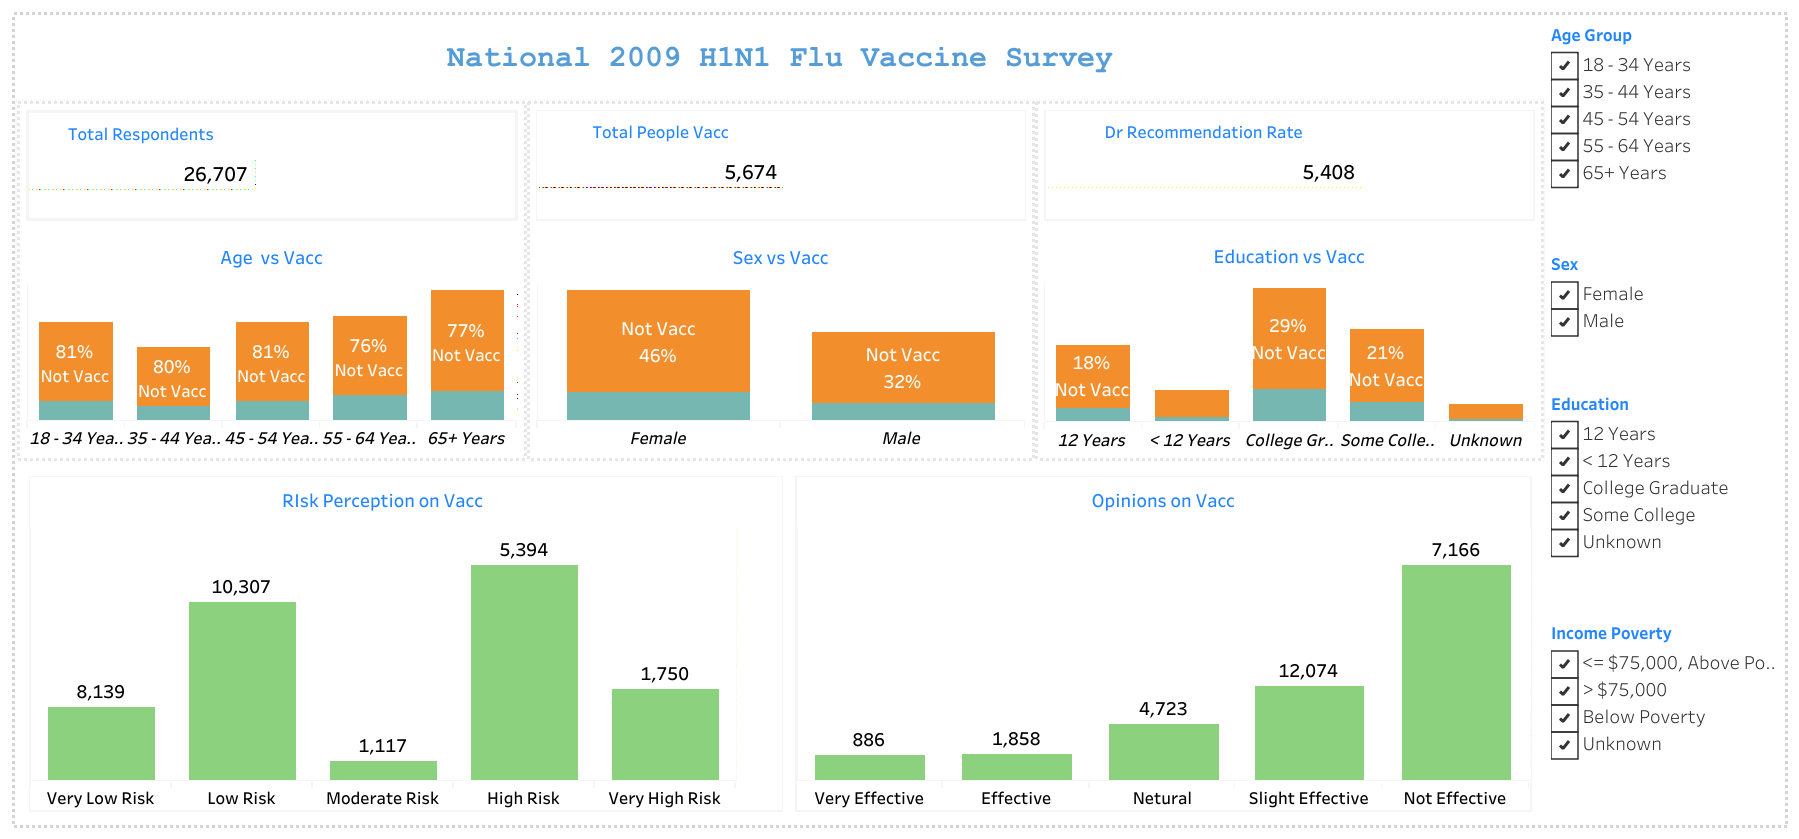 National 2009 H1N1 Flu Vaccine Survey
Total Respondents
26,707
Total People Vacc
5,674
Dr Recommendation Rate
5,408
Age vs Vacc
81%
Not Vacc
80%
Not Vacc
81%
Not Vacc
76%
Not Vacc
77%
Not Vacc
18 - 34 Yea..
35 - 44 Yea..
45 - 54 Yea..
55 - 64 Yea..
65+ Years
Sex vs Vacc
Not Vacc
46%
Not Vacc
32%
Female
Male
Education vs Vacc
18%
Not Vacc
29%
Not Vacc
21%
Not Vacc
12 Years
< 12 Years
College Gr..
Some Colle..
Unknown
RIsk Perception on Vacc
8,139
10,307
1,117
5,394
1,750
Very Low Risk
Low Risk
Moderate Risk
High Risk
Very High Risk
Opinions on Vacc
886
1,858
4,723
12,074
7,166
Very Effective
Effective
Netural
Slight Effective
Not Effective
Age Group
18 - 34 Years
35 - 44 Years
45 - 54 Years
55 - 64 Years
65+ Years
Sex
Female
Male
Education
12 Years
< 12 Years
College Graduate
Some College
Unknown
Income Poverty
<= $75,000, Above Po..
> $75,000
Below Poverty
Unknown